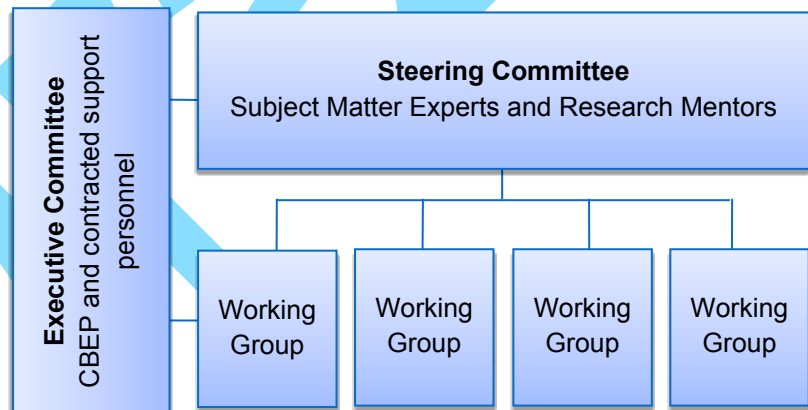 Executive Committee
CBEP and contracted support
personnel
Steering Committee
Subject Matter Experts and Research Mentors
Working
Group
Working
Group
Working
Group
Working
Group